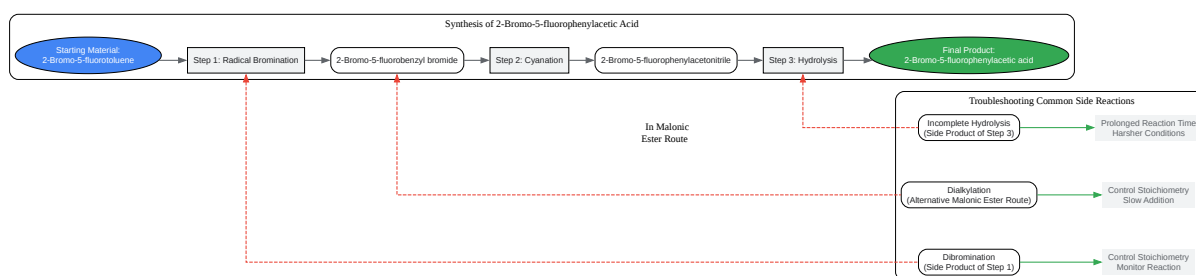 Synthesis of 2-Bromo-5-fluorophenylacetic Acid
Starting Material:
2-Bromo-5-fluorotoluene
Step 1: Radical Bromination
2-Bromo-5-fluorobenzyl bromide
Step 2: Cyanation
2-Bromo-5-fluorophenylacetonitrile
Step 3: Hydrolysis
Final Product:
2-Bromo-5-fluorophenylacetic acid
Troubleshooting Common Side Reactions
In Malonic
Ester Route
Incomplete Hydrolysis
(Side Product of Step 3)
Prolonged Reaction Time
Harsher Conditions
Dialkylation
(Alternative Malonic Ester Route)
Control Stoichiometry
Slow Addition
Dibromination
(Side Product of Step 1)
Control Stoichiometry
Monitor Reaction